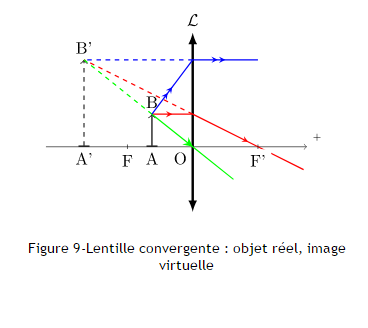 ℒ
B'
B
+
A'
F
A
O
F'
Figure 9-Lentille convergente : objet réel, image
virtuelle